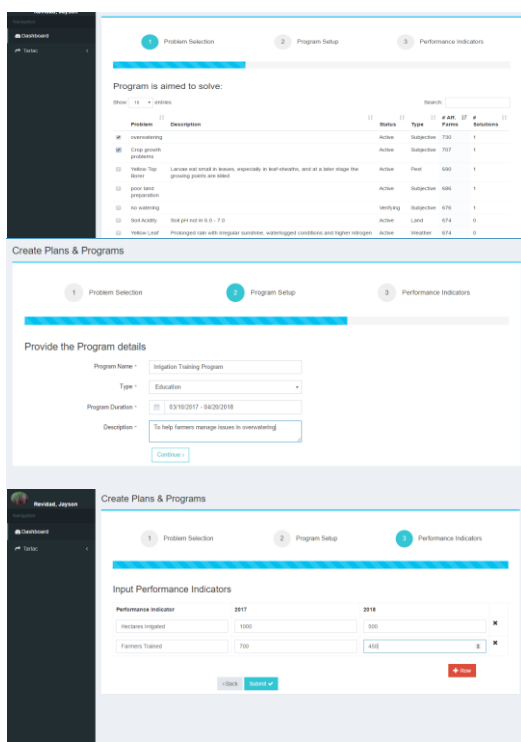 Revidad, Jayson
Navigation
Dashboard
Tarlac
1 Problem Selection
2 Program Setup
3 Performance Indicators
Program is aimed to solve:
Show 10 entries
Search:
Problem Description Status Type # Aff. Farms # Solutions
overwatering Active Subjective 730 1
Crop growth problems Active Subjective 707 1
Yellow Top Borer Larvae eat small in leaves, especially in leaf-sheaths, and at a later stage the growing points are killed Active Pest 690 1
poor land preparation Active Subjective 686 1
no watering Verifying Subjective 676 1
Soil Acidity Soil pH not in 6.0 - 7.0 Active Land 674 0
Yellow Leaf Prolonged rain with irregular sunshine, waterlogged conditions and higher nitrogen Active Weather 674 0
Create Plans & Programs
1 Problem Selection
2 Program Setup
3 Performance Indicators
Provide the Program details
Program Name * Irrigation Training Program
Type * Education
Program Duration * 03/10/2017 - 04/20/2018
Description * To help farmers manage issues in overwatering
Continue ›
Revidad, Jayson
Navigation
Dashboard
Tarlac
Create Plans & Programs
1 Problem Selection
2 Program Setup
3 Performance Indicators
Input Performance Indicators
Performance Indicator 2017 2018
Hectares Irrigated 1000 500
Farmers Trained 700 450
+ Row
‹ Back Submit ✔